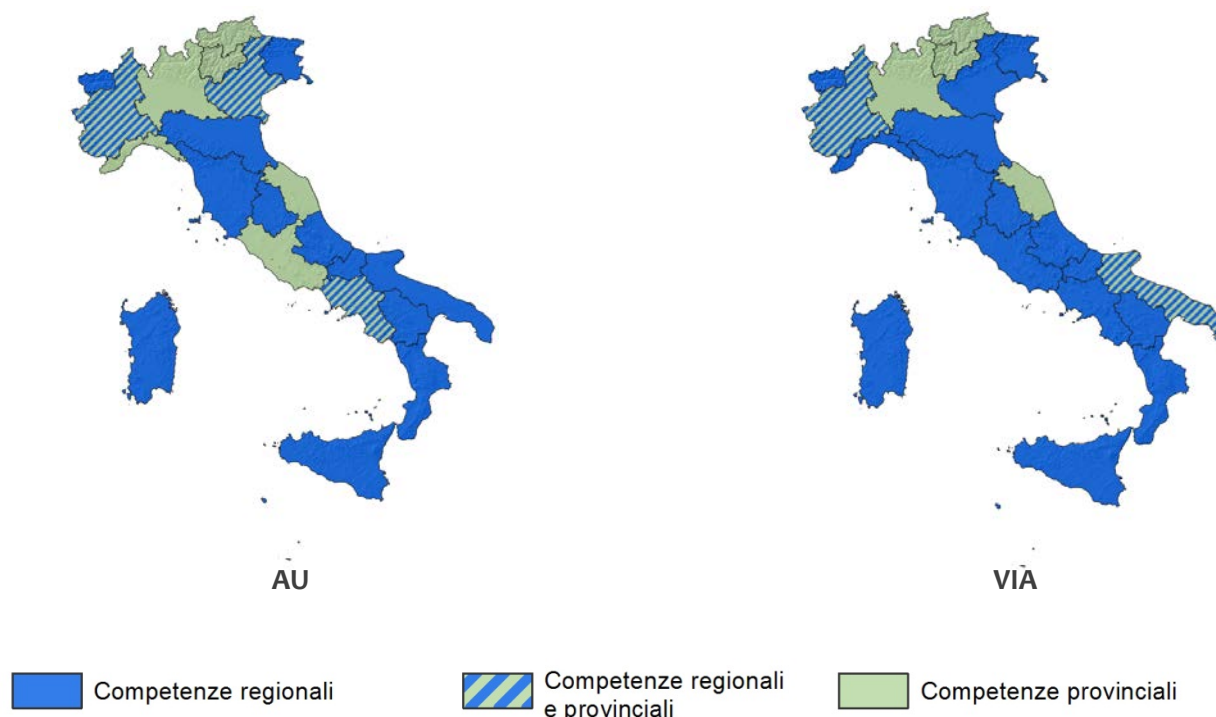 AU
VIA
Competenze regionali
Competenze regionali
e provinciali
Competenze provinciali